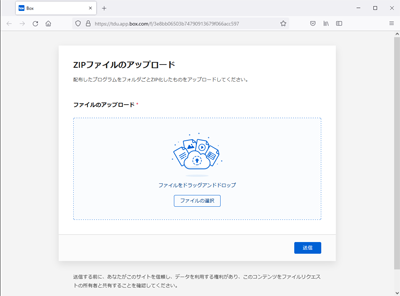 Box
https://tdu.app.box.com/f/3e8bb06503b74790913679f066acc597
ZIPファイルのアップロード
配布したプログラムをフォルダごとZIP化したものをアップロードしてください。
ファイルのアップロード *
ファイルをドラッグアンドドロップ
ファイルの選択
送信
送信する前に、あなたがこのサイトを信頼し、データを利用する権利があり、このコンテンツをファイルリクエス
トの所有者と共有することを確認してください。